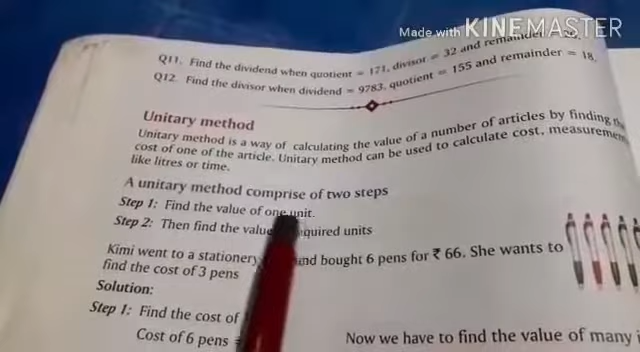 Made with KINEMASTER
Q11. Find the dividend when quotient = 171, divisor = 32 and remainder =
Q12. Find the divisor when dividend = 9783, quotient = 155 and remainder = 18.
Unitary method
Unitary method is a way of calculating the value of a number of articles by finding the
cost of one of the article. Unitary method can be used to calculate cost, measurement
like litres or time.
A unitary method comprise of two steps
Step 1: Find the value of one unit.
Step 2: Then find the value required units
Kimi went to a stationery and bought 6 pens for ₹ 66. She wants to
find the cost of 3 pens
Solution:
Step 1: Find the cost of
Cost of 6 pens =
Now we have to find the value of many